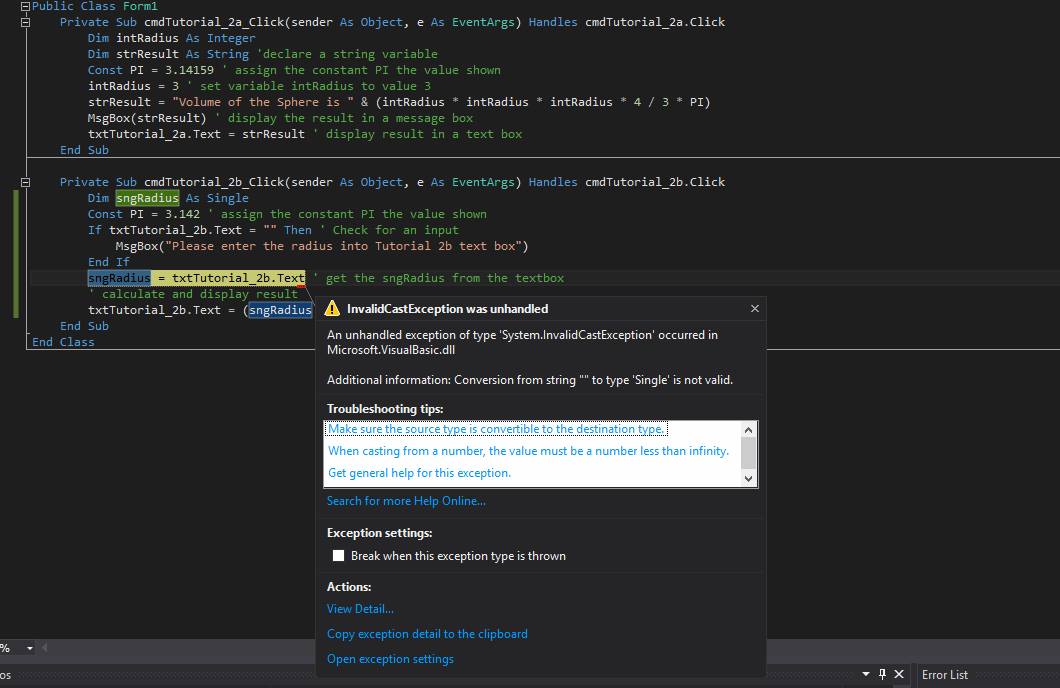 Public Class Form1
Private Sub cmdTutorial_2a_Click(sender As Object, e As EventArgs) Handles cmdTutorial_2a.Click
Dim intRadius As Integer
Dim strResult As String 'declare a string variable
Const PI = 3.14159 ' assign the constant PI the value shown
intRadius = 3 ' set variable intRadius to value 3
strResult = "Volume of the Sphere is " & (intRadius * intRadius * intRadius * 4 / 3 * PI)
MsgBox(strResult) ' display the result in a message box
txtTutorial_2a.Text = strResult ' display result in a text box
End Sub
Private Sub cmdTutorial_2b_Click(sender As Object, e As EventArgs) Handles cmdTutorial_2b.Click
Dim sngRadius As Single
Const PI = 3.142 ' assign the constant PI the value shown
If txtTutorial_2b.Text = "" Then ' Check for an input
MsgBox("Please enter the radius into Tutorial 2b text box")
End If
sngRadius = txtTutorial_2b.Text ' get the sngRadius from the textbox
' calculate and display result
txtTutorial_2b.Text = (sngRadius
End Sub
End Class
InvalidCastException was unhandled
An unhandled exception of type 'System.InvalidCastException' occurred in
Microsoft.VisualBasic.dll
Additional information: Conversion from string "" to type 'Single' is not valid.
Troubleshooting tips:
Make sure the source type is convertible to the destination type.
When casting from a number, the value must be a number less than infinity.
Get general help for this exception.
Search for more Help Online...
Exception settings:
Break when this exception type is thrown
Actions:
View Detail...
Copy exception detail to the clipboard
Open exception settings
%
os
Error List